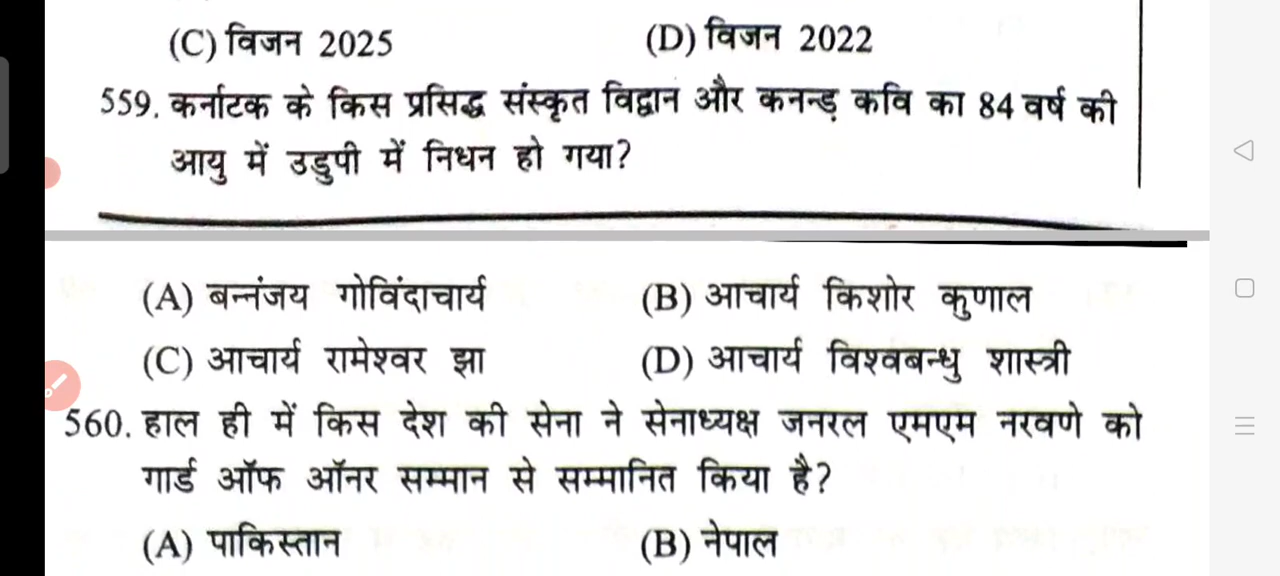 (C) विजन 2025 (D) विजन 2022
559. कर्नाटक के किस प्रसिद्ध संस्कृत विद्वान और कनन्ड़ कवि का 84 वर्ष की
आयु में उडुपी में निधन हो गया?
(A) बन्नंजय गोविंदाचार्य (B) आचार्य किशोर कुणाल
(C) आचार्य रामेश्वर झा (D) आचार्य विश्वबन्धु शास्त्री
560. हाल ही में किस देश की सेना ने सेनाध्यक्ष जनरल एमएम नरवणे को
गार्ड ऑफ ऑनर सम्मान से सम्मानित किया है?
(A) पाकिस्तान (B) नेपाल